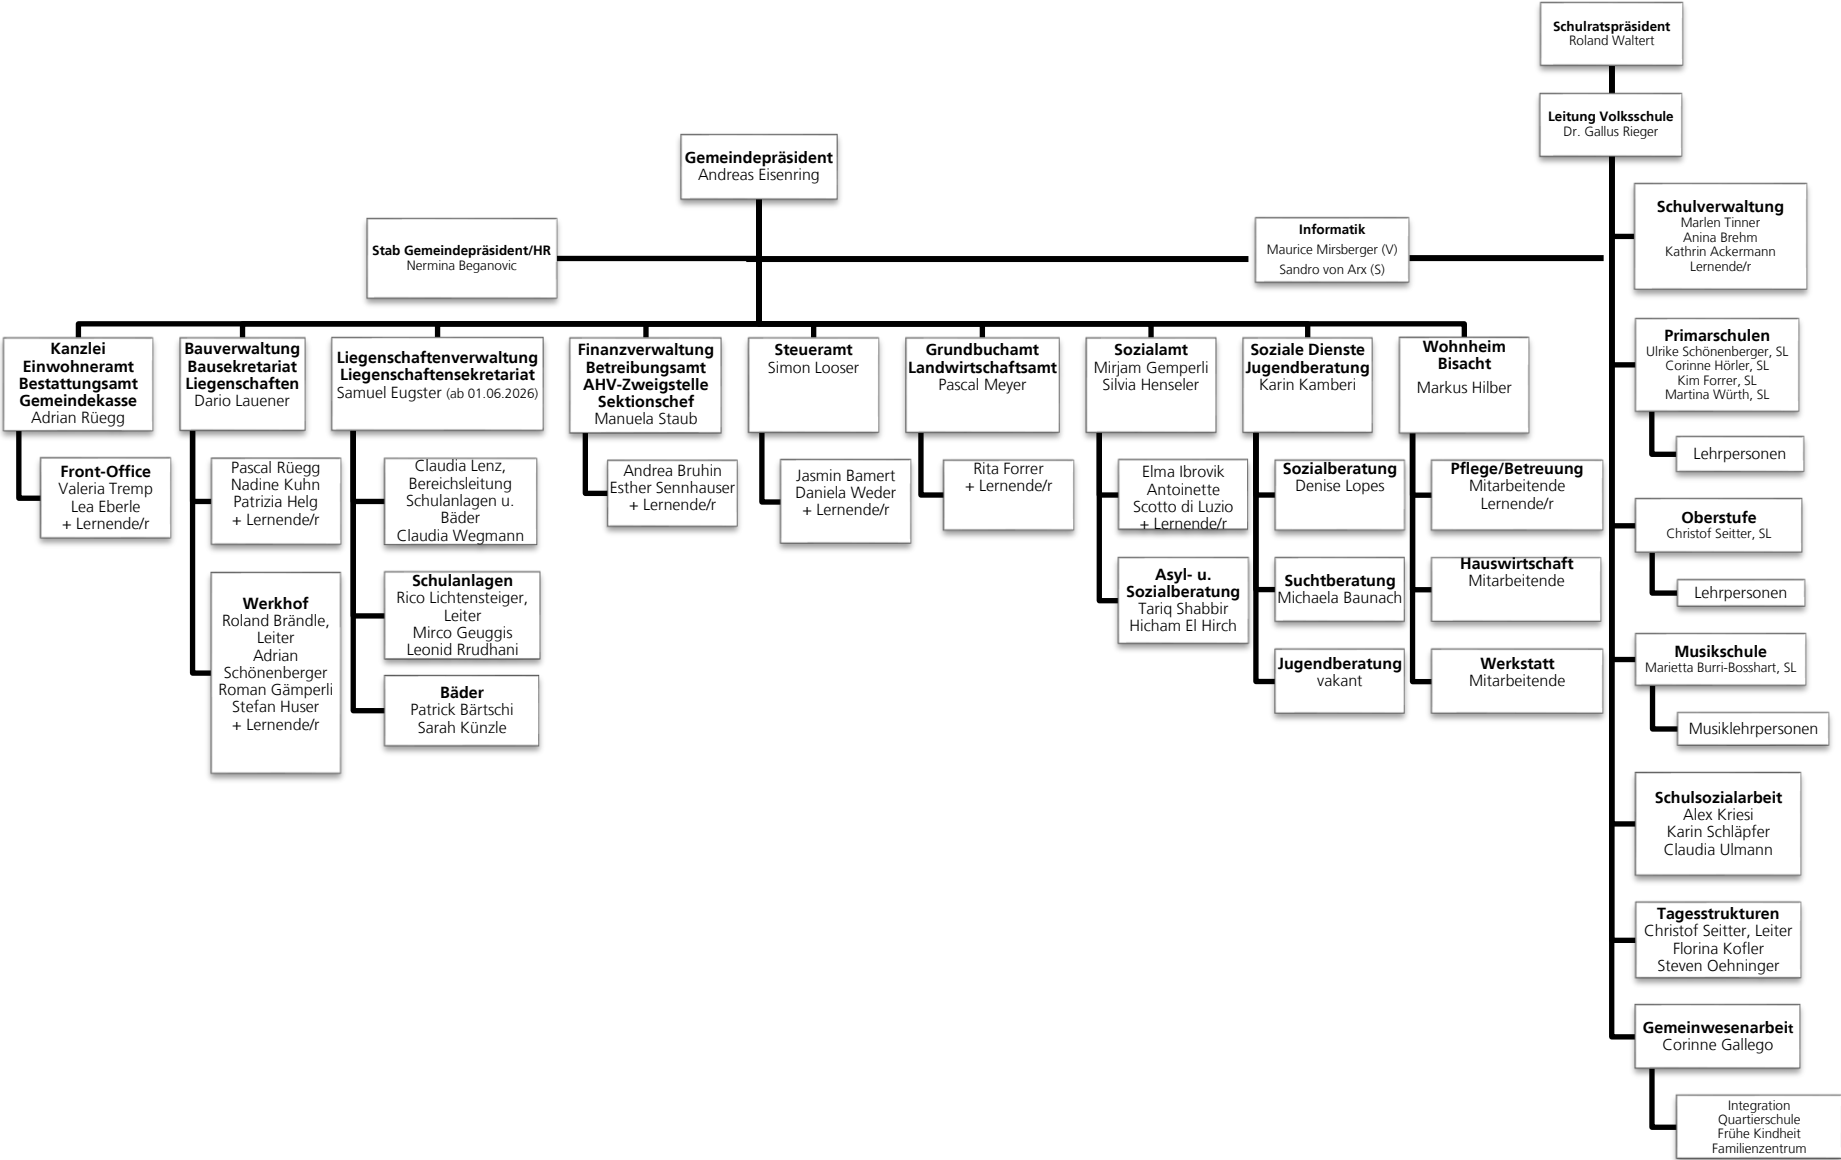 Schulratspräsident
Roland Waltert
Leitung Volksschule
Dr. Gallus Rieger
Gemeindepräsident
Andreas Eisenring
Stab Gemeindepräsident/HR
Nermina Beganovic
Informatik
Maurice Mirsberger (V)
Sandro von Arx (S)
Kanzlei
Einwohneramt
Bestattungsamt
Gemeindekasse
Adrian Rüegg
Front-Office
Valeria Tremp
Lea Eberle
+ Lernende/r
Bauverwaltung
Bausekretariat
Liegenschaften
Dario Lauener
Pascal Rüegg
Nadine Kuhn
Patrizia Helg
+ Lernende/r
Werkhof
Roland Brändle,
Leiter
Adrian
Schönenberger
Roman Gämperli
Stefan Huser
+ Lernende/r
Liegenschaftenverwaltung
Liegenschaftensekretariat
Samuel Eugster (ab 01.06.2026)
Claudia Lenz,
Bereichsleitung
Schulanlagen u.
Bäder
Claudia Wegmann
Schulanlagen
Rico Lichtensteiger,
Leiter
Mirco Geuggis
Leonid Rrudhani
Bäder
Patrick Bärtschi
Sarah Künzle
Finanzverwaltung
Betreibungsamt
AHV-Zweigstelle
Sektionschef
Manuela Staub
Andrea Bruhin
Esther Sennhauser
+ Lernende/r
Steueramt
Simon Looser
Jasmin Bamert
Daniela Weder
+ Lernende/r
Grundbuchamt
Landwirtschaftsamt
Pascal Meyer
Rita Forrer
+ Lernende/r
Sozialamt
Mirjam Gemperli
Silvia Henseler
Elma Ibrovik
Antoinette
Scotto di Luzio
+ Lernende/r
Asyl- u.
Sozialberatung
Tariq Shabbir
Hicham El Hirch
Soziale Dienste
Jugendberatung
Karin Kamberi
Sozialberatung
Denise Lopes
Suchtberatung
Michaela Baunach
Jugendberatung
vakant
Wohnheim
Bisacht
Markus Hilber
Pflege/Betreuung
Mitarbeitende
Lernende/r
Hauswirtschaft
Mitarbeitende
Werkstatt
Mitarbeitende
Schulverwaltung
Marlen Tinner
Anina Brehm
Kathrin Ackermann
Lernende/r
Primarschulen
Ulrike Schönenberger, SL
Corinne Hörler, SL
Kim Forrer, SL
Martina Würth, SL
Lehrpersonen
Oberstufe
Christof Seitter, SL
Lehrpersonen
Musikschule
Marietta Burri-Bosshart, SL
Musiklehrpersonen
Schulsozialarbeit
Alex Kriesi
Karin Schläpfer
Claudia Ulmann
Tagesstrukturen
Christof Seitter, Leiter
Florina Kofler
Steven Oehninger
Gemeinwesenarbeit
Corinne Gallego
Integration
Quartierschule
Frühe Kindheit
Familienzentrum